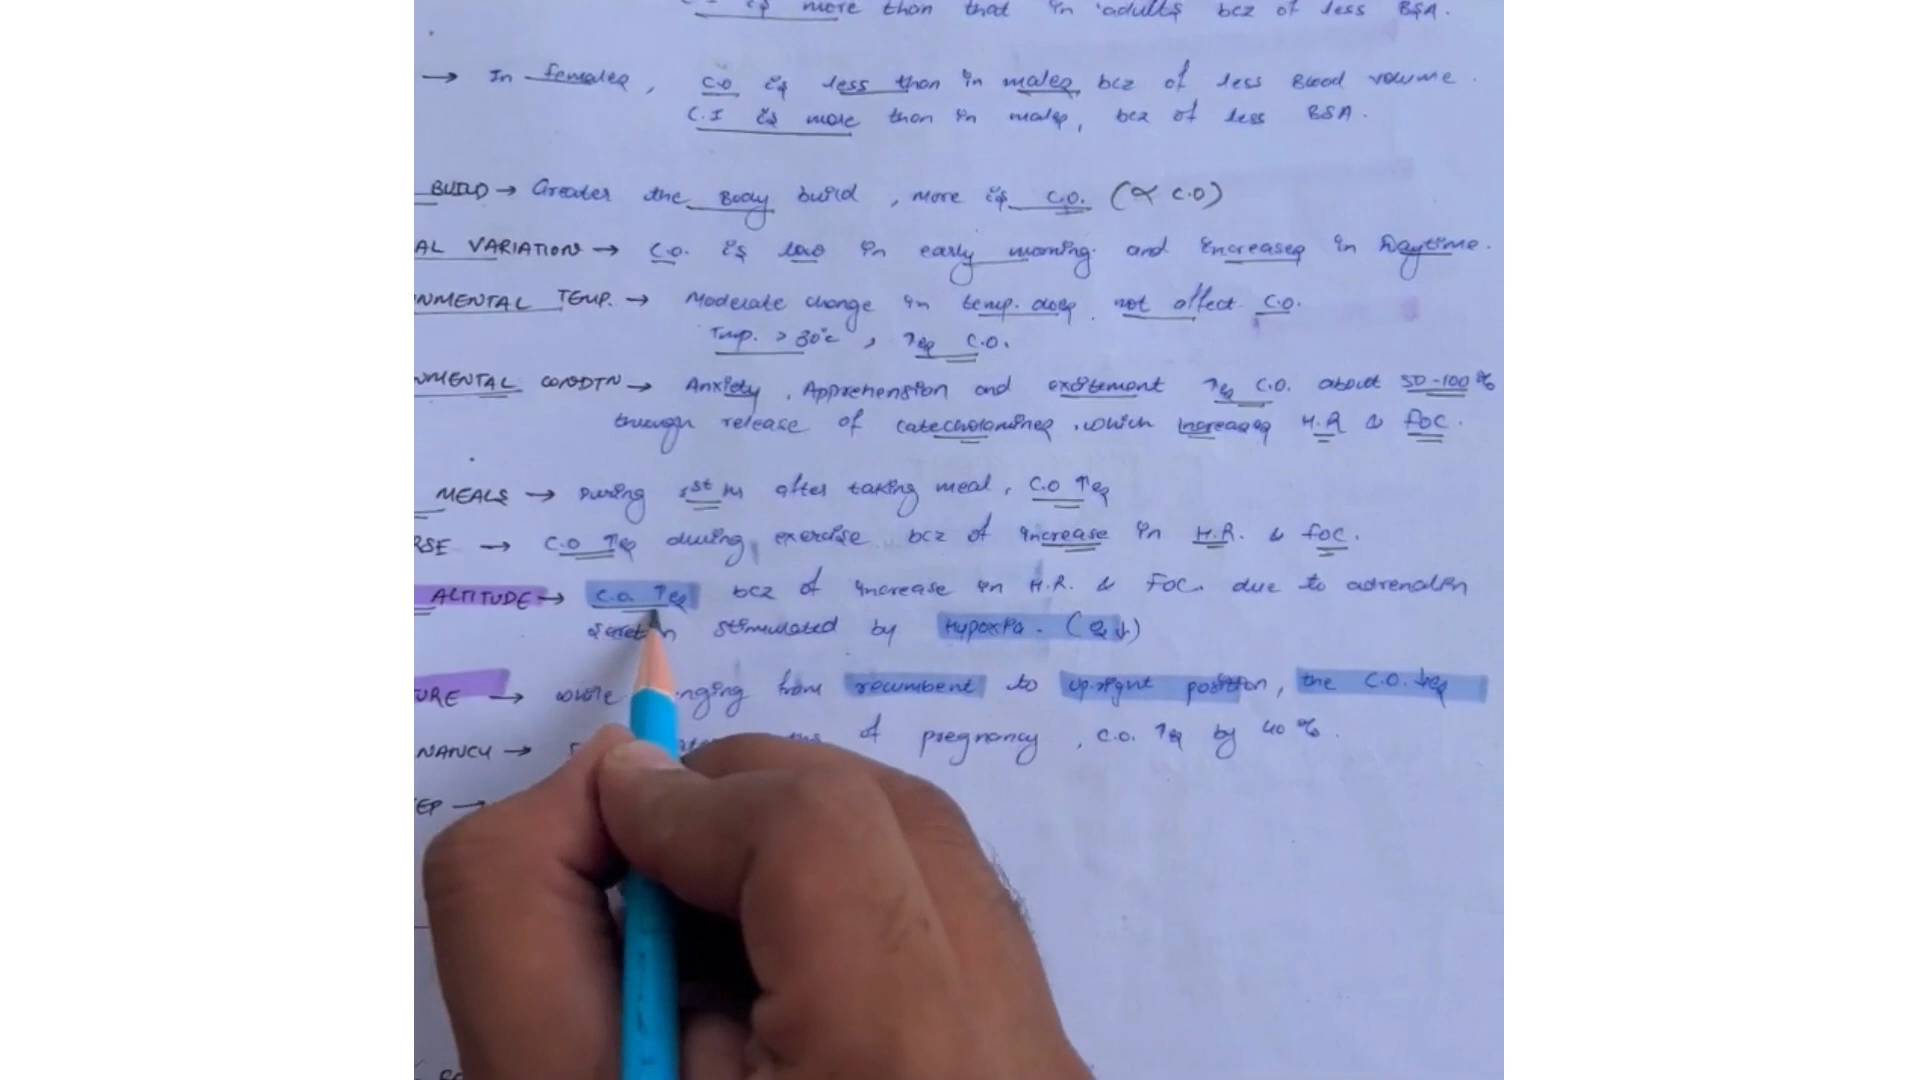 is more than that in adults bcz of less BSA.
→ In females, C.O is less than in males bcz of less Blood volume.
C.I is more than in males, bcz of less BSA.
BUILD → Greater the Body build, more is C.O. (∝ C.O)
AL VARIATION → C.O. is low in early morning and increases in Daytime.
NMENTAL TEMP. → Moderate change in temp. does not affect C.O.
Temp. > 30°c, ↑es C.O.
NMENTAL CONDTN → Anxiety, Apprehension and excitement ↑es C.O. about 50-100%
through release of catecholamines, which increases H.R & FOC.
MEALS → During 1st hr after taking meal, C.O ↑es
RSE → C.O ↑es during exercise bcz of increase in H.R. & FOC.
ALTITUDE → C.O. ↑es bcz of increase in H.R. & FOC. due to adrenalin
stimulated by Hypoxia. (O₂↓)
URE → while nging from recumbent to upright position, the C.O. ↓es
NANCY → of pregnancy, C.O. ↑es by 40%.
EP →